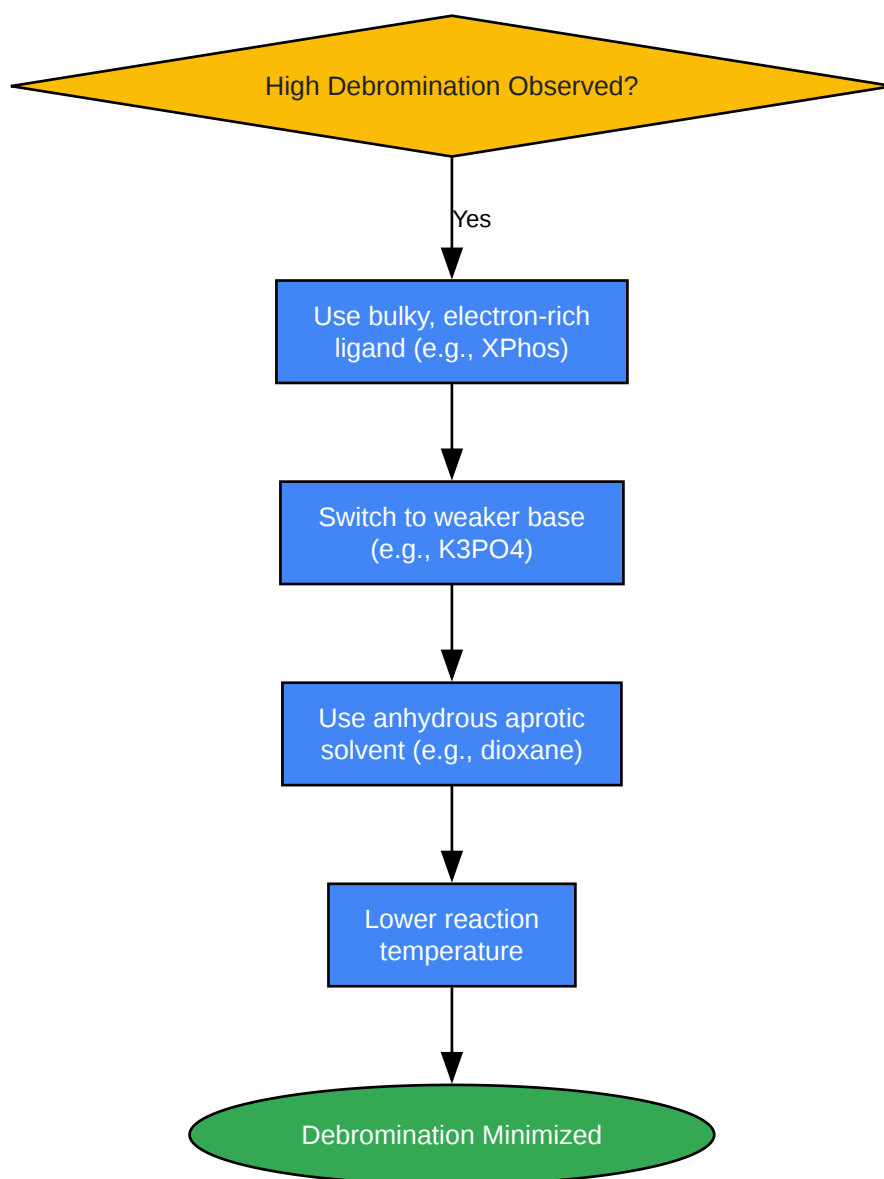 High Debromination Observed?
Yes
Use bulky, electron-rich
ligand (e.g., XPhos)
Switch to weaker base
(e.g., K3PO4)
Use anhydrous aprotic
solvent (e.g., dioxane)
Lower reaction
temperature
Debromination Minimized